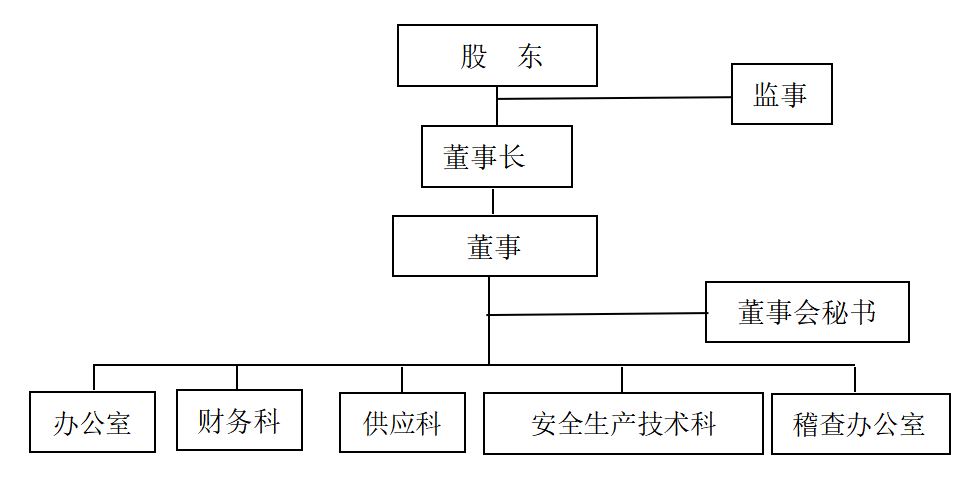 股 东
监事
董事长
董事
董事会秘书
办公室
财务科
供应科
安全生产技术科
稽查办公室